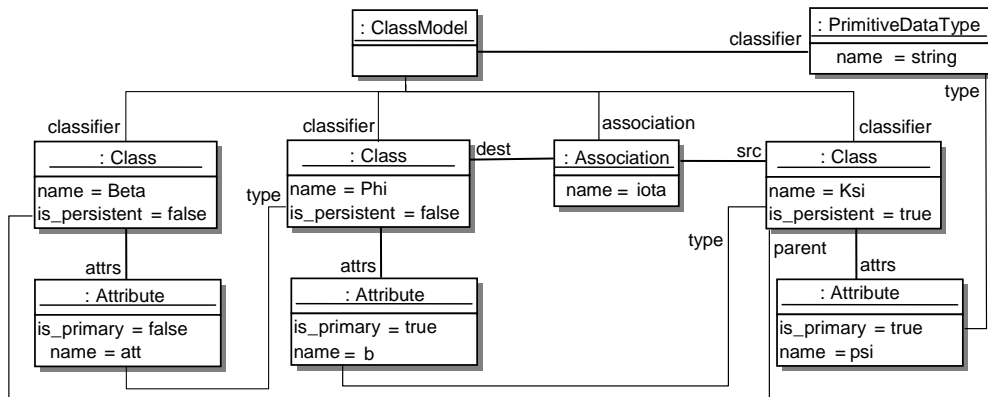 : ClassModel
: PrimitiveDataType
classifier
name = string
type
classifier
classifier
association
classifier
: Class
: Class
dest
: Association
src
: Class
name = Beta
is_persistent = false
type
name = Phi
is_persistent = false
name = iota
name = Ksi
is_persistent = true
type
parent
attrs
attrs
attrs
: Attribute
: Attribute
: Attribute
is_primary = false
name = att
is_primary = true
name = b
is_primary = true
name = psi